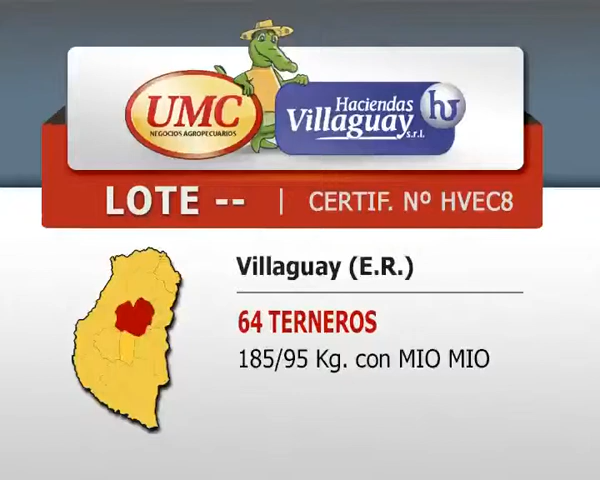 UMC
NEGOCIOS AGROPECUARIOS
Haciendas
Villaguay
s.r.l.
hv
LOTE -- | CERTIF. Nº HVEC8
Villaguay (E.R.)
64 TERNEROS
185/95 Kg. con MIO MIO